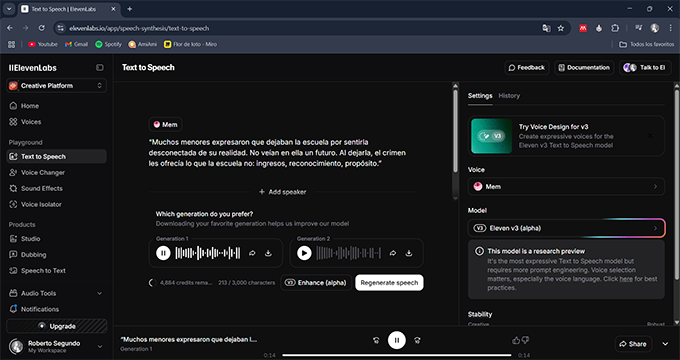 Text to Speech | ElevenLabs
elevenlabs.io/app/speech-synthesis/text-to-speech
Youtube
Gmail
Spotify
AmiAmi
Flor de loto - Miro
Todos los favoritos
IIElevenLabs
Text to Speech
Feedback
Documentation
Talk to El
Creative Platform
Home
Voices
Playground
Text to Speech
Voice Changer
Sound Effects
Voice Isolator
Products
Studio
Dubbing
Speech to Text
Audio Tools
Notifications
Upgrade
Roberto Segundo
My Workspace
Mem
"Muchos menores expresaron que dejaban la escuela por sentirla
desconectada de su realidad. No veían en ella un futuro. Al dejarla, el crimen
les ofrecía lo que la escuela no: ingresos, reconocimiento, propósito."
+ Add speaker
Which generation do you prefer?
Downloading your favorite generation helps us improve our model
Generation 1
Generation 2
4,884 credits rema...
213 / 3,000 characters
V3 Enhance (alpha)
Regenerate speech
Settings
History
V3
Try Voice Design for v3
Create expressive voices for the
Eleven v3 Text to Speech model
Voice
Mem
Model
V3 Eleven v3 (alpha)
This model is a research preview
It's the most expressive Text to Speech model but
requires more prompt engineering. Voice selection
matters, especially the voice language. Click here for best
practices.
Stability
Creative
Robust
"Muchos menores expresaron que dejaban l...
Generation 1
0:14
0:14
Share